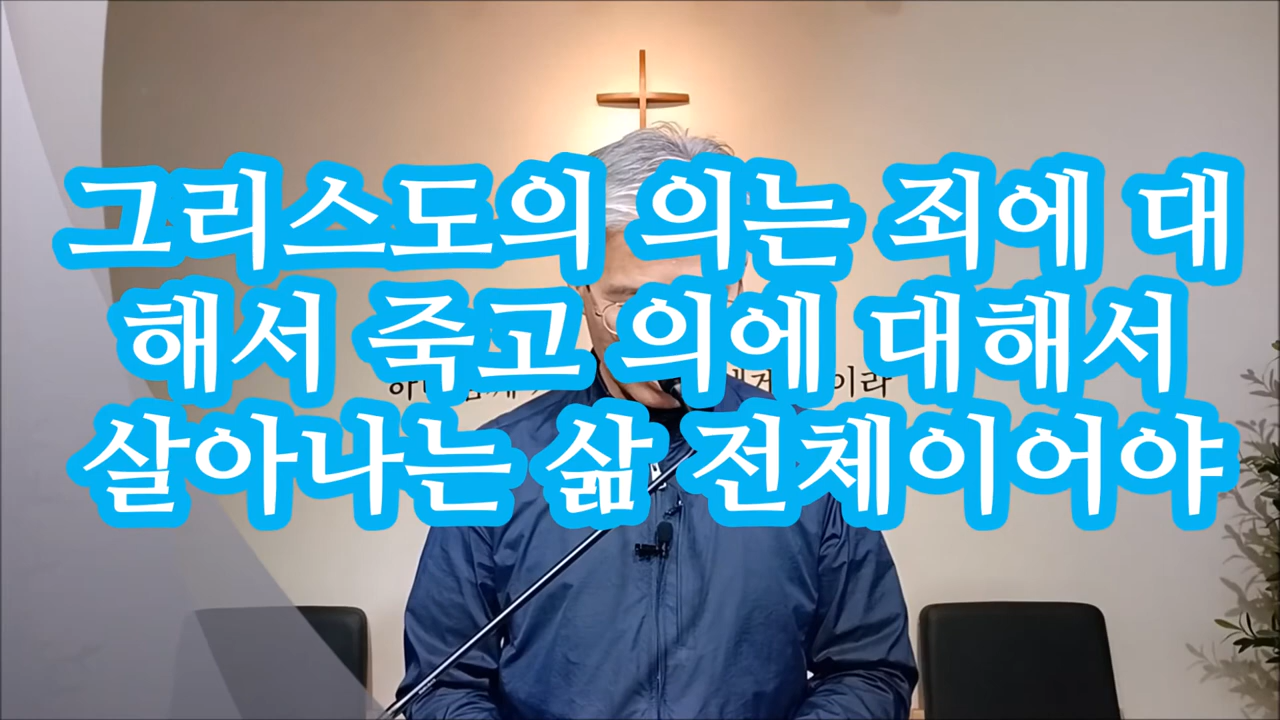 그리스도의 의는 죄에 대
해서 죽고 의에 대해서
살아나는 삶 전체이어야